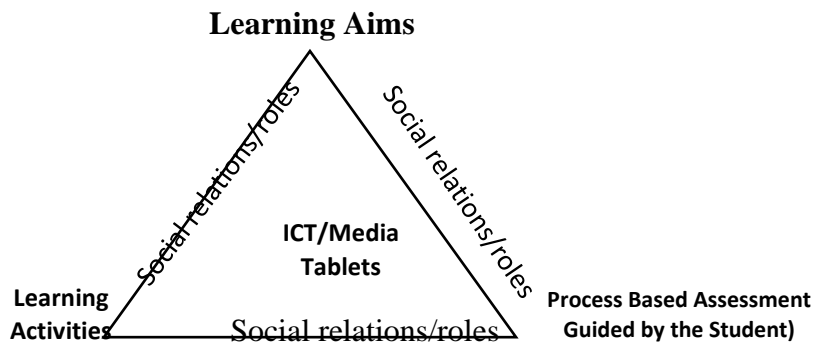 Learning Aims
Social relations/roles
Social relations/roles
ICT/Media
Tablets
Learning
Activities
Social relations/roles
Process Based Assessment
Guided by the Student)